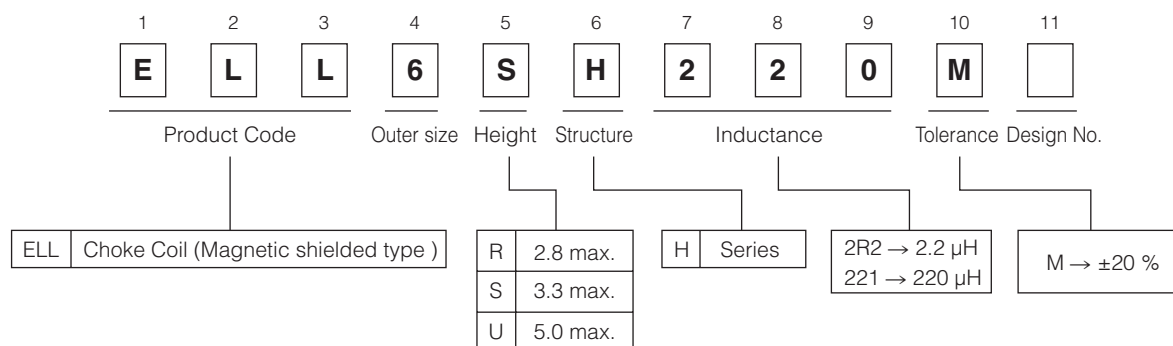 1 2 3 4 5 6 7 8 9 10 11
E L L 6 S H 2 2 0 M
Product Code Outer size Height Structure Inductance Tolerance Design No.
ELL Choke Coil (Magnetic shielded type )
R 2.8 max.
S 3.3 max.
U 5.0 max.
H Series
2R2 → 2.2 µH
221 → 220 µH
M → ±20 %